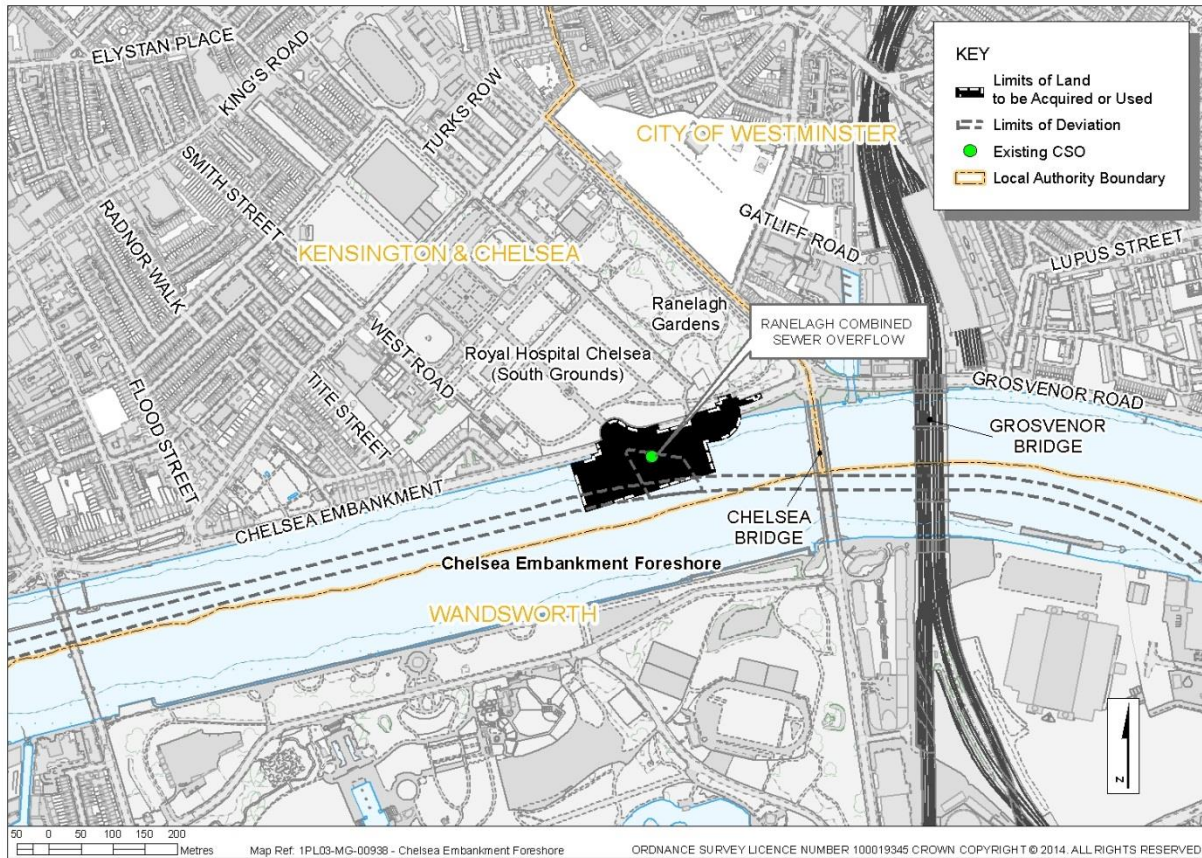 ELYSTAN PLACE
KING'S ROAD
TURKS ROW
SMITH STREET
RADNOR WALK
CITY OF WESTMINSTER
KENSINGTON & CHELSEA
GATLIFF ROAD
LUPUS STREET
Ranelagh
Gardens
RANELAGH COMBINED
SEWER OVERFLOW
WEST ROAD
Royal Hospital Chelsea
(South Grounds)
TITE STREET
FLOOD STREET
GROSVENOR ROAD
GROSVENOR
BRIDGE
CHELSEA EMBANKMENT
CHELSEA
BRIDGE
Chelsea Embankment Foreshore
WANDSWORTH
KEY
Limits of Land
to be Acquired or Used
Limits of Deviation
Existing CSO
Local Authority Boundary
N
50 0 50 100 150 200
Metres
Map Ref: 1PL03-MG-00938 - Chelsea Embankment Foreshore
ORDNANCE SURVEY LICENCE NUMBER 100019345 CROWN COPYRIGHT © 2014. ALL RIGHTS RESERVED